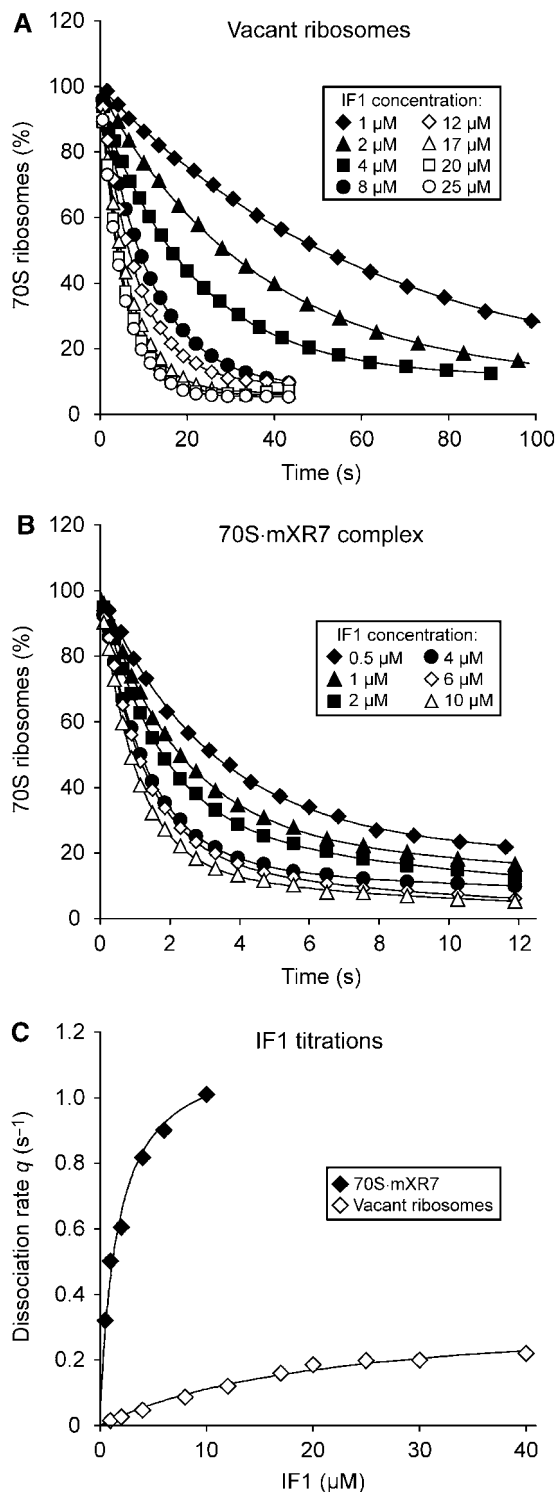 A
Vacant ribosomes
120
100
80
60
40
20
0
70S ribosomes (%)
IF1 concentration:
1 µM 12 µM
2 µM 17 µM
4 µM 20 µM
8 µM 25 µM
0 20 40 60 80 100
Time (s)
B
70S·mXR7 complex
120
100
80
60
40
20
0
70S ribosomes (%)
IF1 concentration:
0.5 µM 4 µM
1 µM 6 µM
2 µM 10 µM
0 2 4 6 8 10 12
Time (s)
C
IF1 titrations
1.2
1.0
0.8
0.6
0.4
0.2
0
Dissociation rate q (s⁻¹)
70S·mXR7
Vacant ribosomes
0 10 20 30 40
IF1 (µM)